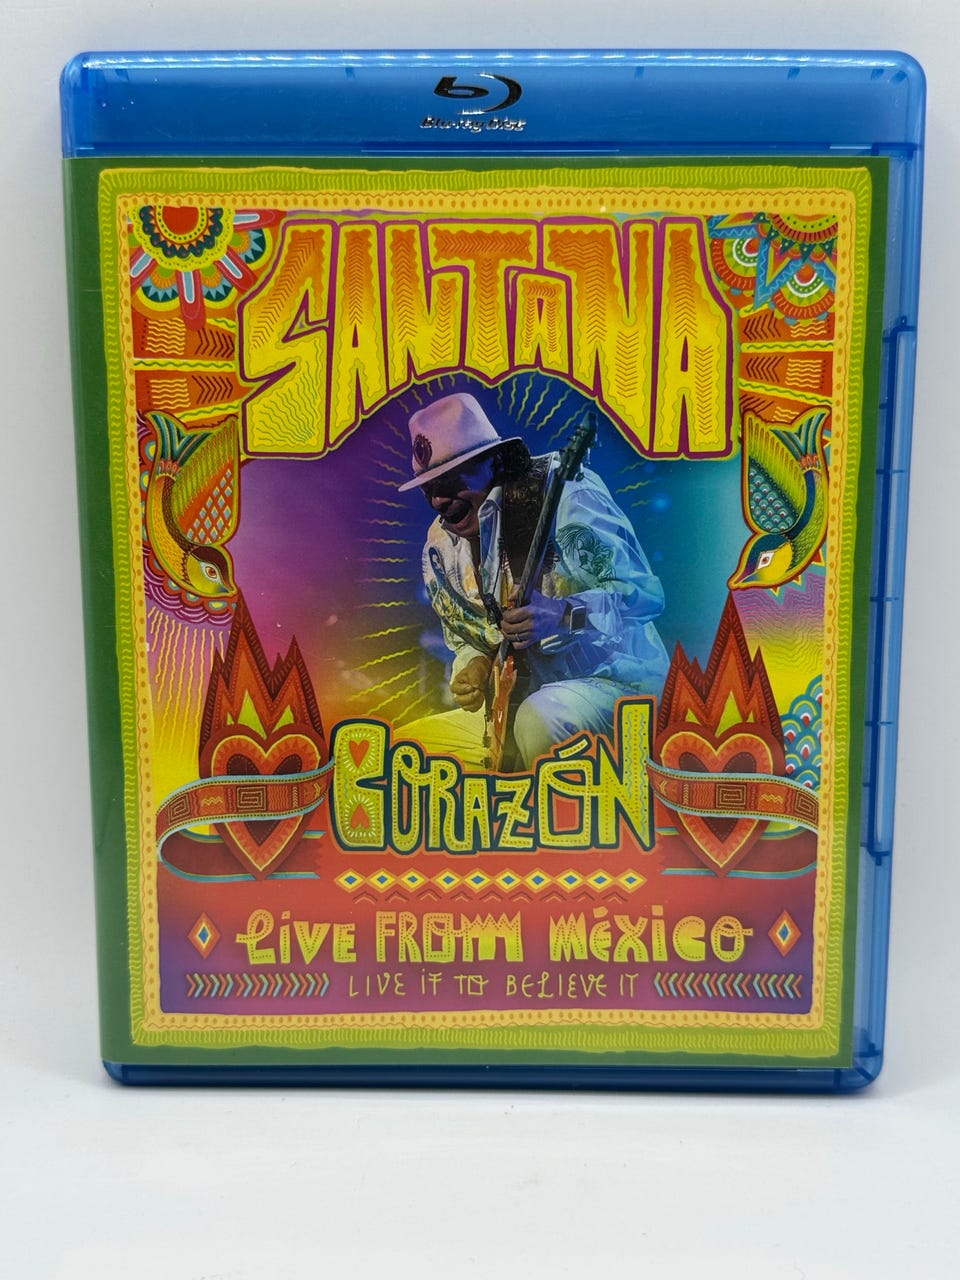 Blu-ray Disc
SANTANA
CORAZÓN
LIVE FROM MÉXICO
LIVE IT TO BELIEVE IT